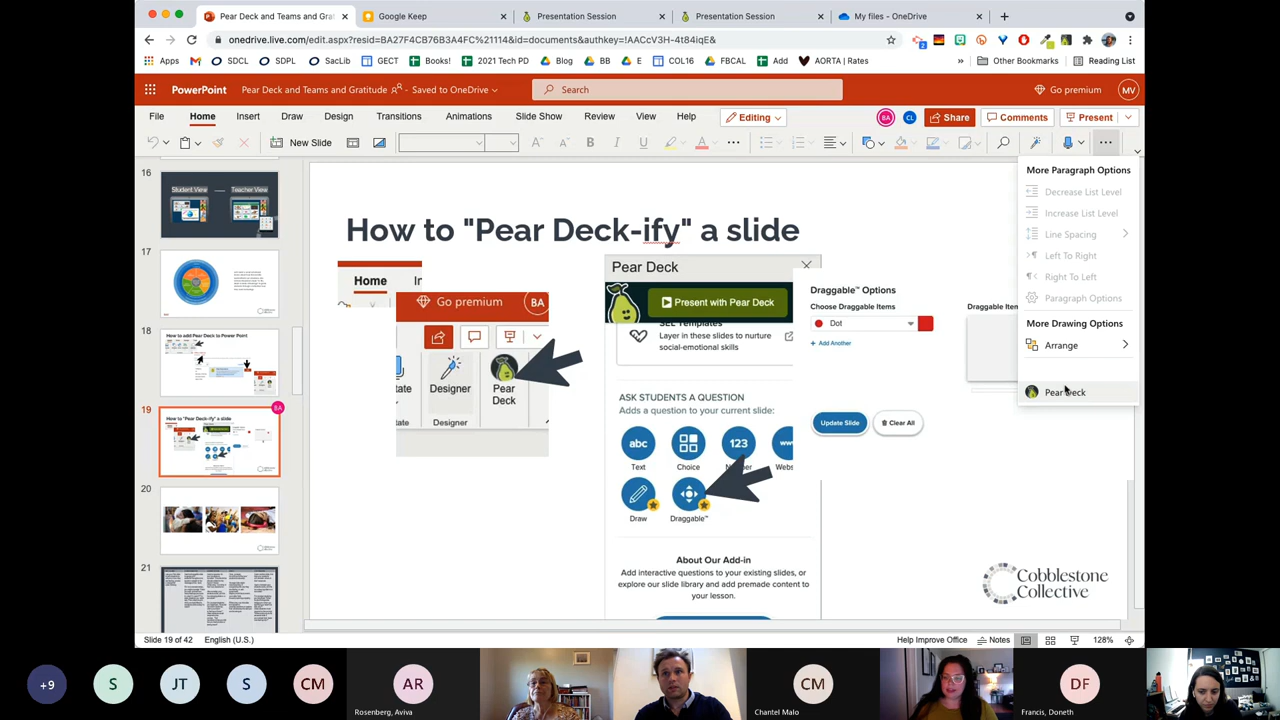 Pear Deck and Teams and Grati
Google Keep
Presentation Session
Presentation Session
My files - OneDrive
onedrive.live.com/edit.aspx?resid=BA27F4CB76B3A4FC%21114&id=documents&authkey=!AACcV3H-4t84iqE&
Apps
SDCL
SDPL
SacLib
GECT
Books!
2021 Tech PD
Blog
BB
E
COL16
FBCAL
Add
AORTA | Rates
»
Other Bookmarks
Reading List
PowerPoint
Pear Deck and Teams and Gratitude
- Saved to OneDrive
Search
Go premium
MV
File
Home
Insert
Draw
Design
Transitions
Animations
Slide Show
Review
View
Help
Editing
BA
CL
Share
Comments
Present
New Slide
More Paragraph Options
Decrease List Level
Increase List Level
Line Spacing
Left To Right
Right To Left
Paragraph Options
More Drawing Options
Arrange
Pear Deck
16
Student View
Teacher View
17
18
How to add Pear Deck to Power Point
19
BA
How to "Pear Deck-ify" a slide
20
21
How to "Pear Deck-ify" a slide
Home
In
Go premium
BA
tate
Designer
Pear
Deck
Designer
Pear Deck
Present with Pear Deck
SEL Templates
Layer in these slides to nurture
social-emotional skills
ASK STUDENTS A QUESTION
Adds a question to your current slide:
abc
123
ww
Text
Choice
Webs
Draw
Draggable™
About Our Add-in
Add interactive questions to your existing slides, or
explore our slide library and add premade content to
your lesson.
Draggable™ Options
Choose Draggable Items
Dot
+ Add Another
Update Slide
Clear All
Draggable Item
Cobblestone
Collective
Slide 19 of 42
English (U.S.)
Help Improve Office
Notes
128%
+9
S
JT
S
CM
AR
Rosenberg, Aviva
CM
Chantel Malo
DF
Francis, Doneth